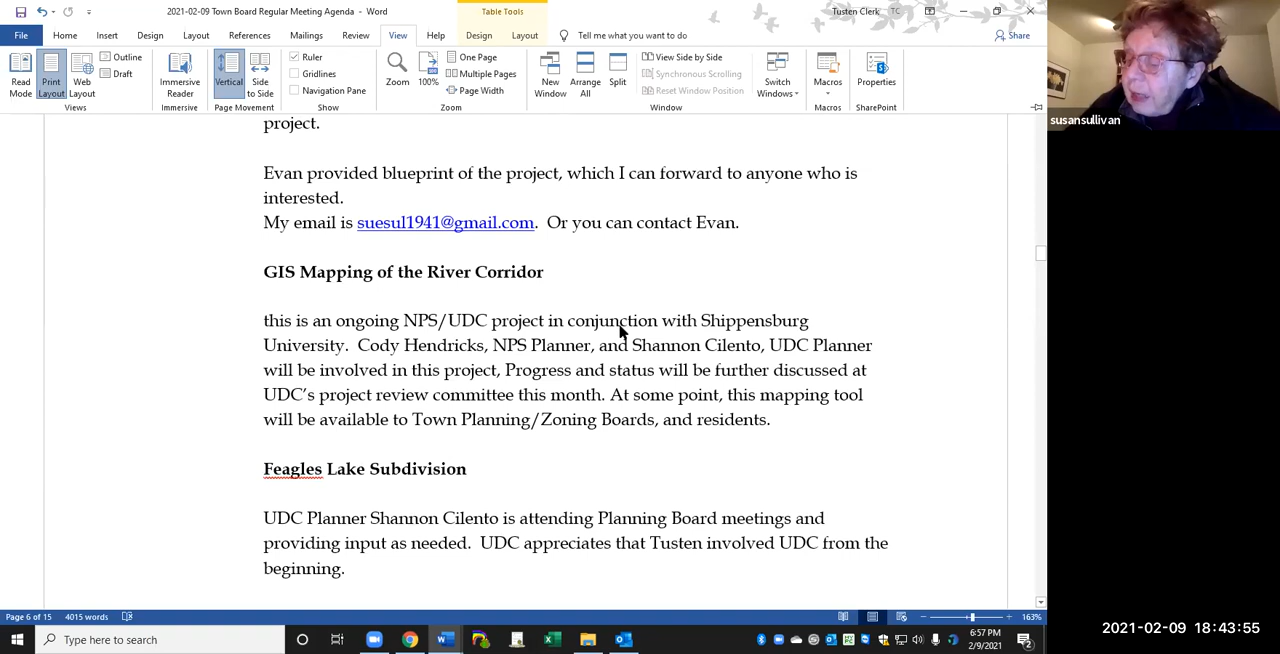 2021-02-09 Town Board Regular Meeting Agenda - Word
Table Tools
Tusten Clerk
TC
File Home Insert Design Layout References Mailings Review View Help Design Layout Tell me what you want to do Share
Read Mode
Print Layout
Web Layout
Outline
Draft
Views
Immersive Reader
Immersive
Vertical
Side to Side
Page Movement
Ruler
Gridlines
Navigation Pane
Show
Zoom
100%
One Page
Multiple Pages
Page Width
Zoom
New Window
Arrange All
Split
View Side by Side
Synchronous Scrolling
Reset Window Position
Window
Switch Windows
Macros
Macros
Properties
SharePoint
susansullivan
project.
Evan provided blueprint of the project, which I can forward to anyone who is
interested.
My email is suesul1941@gmail.com. Or you can contact Evan.
GIS Mapping of the River Corridor
this is an ongoing NPS/UDC project in conjunction with Shippensburg
University. Cody Hendricks, NPS Planner, and Shannon Cilento, UDC Planner
will be involved in this project, Progress and status will be further discussed at
UDC’s project review committee this month. At some point, this mapping tool
will be available to Town Planning/Zoning Boards, and residents.
Feagles Lake Subdivision
UDC Planner Shannon Cilento is attending Planning Board meetings and
providing input as needed. UDC appreciates that Tusten involved UDC from the
beginning.
Page 6 of 15 4015 words
163%
Type here to search
6:57 PM
2/9/2021
2
2021-02-09 18:43:55